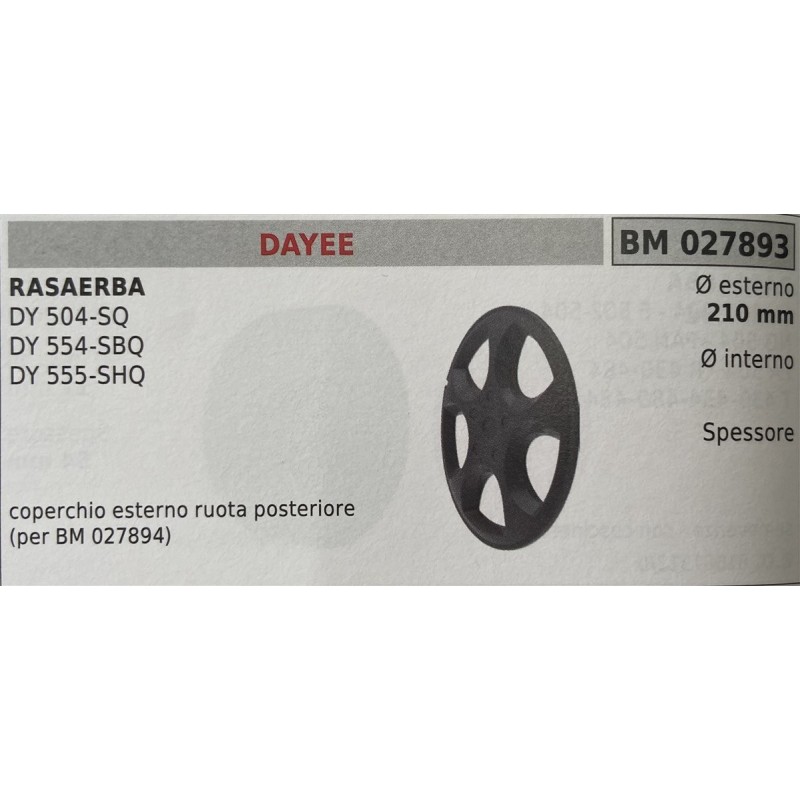 DAYEE
BM 027893
RASAERBA
DY 504-SQ
DY 554-SBQ
DY 555-SHQ
coperchio esterno ruota posteriore
(per BM 027894)
Ø esterno
210 mm
Ø interno
Spessore